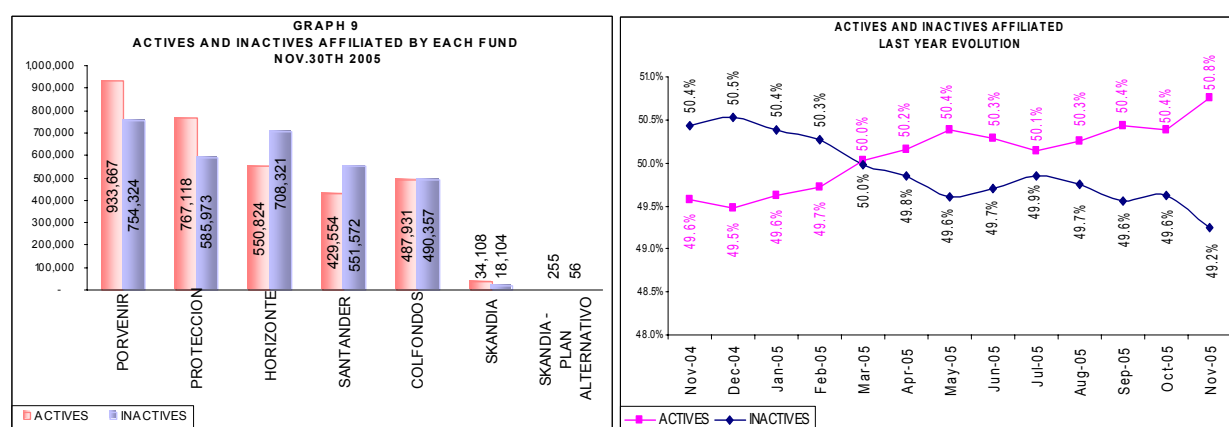 GRAPH 9
ACTIVES AND INACTIVES AFFILIATED BY EACH FUND
NOV.30TH 2005
1,000,000
900,000
800,000
700,000
600,000
500,000
400,000
300,000
200,000
100,000
-
933,667
754,324
767,118
585,973
550,824
708,321
429,554
551,572
487,931
490,357
34,108
18,104
255
56
PORVENIR
PROTECCION
HORIZONTE
SANTANDER
COLFONDOS
SKANDIA
SKANDIA -
PLAN
ALTERNATIVO
ACTIVES INACTIVES
ACTIVES AND INACTIVES AFFILIATED
LAST YEAR EVOLUTION
51.0%
50.5%
50.0%
49.5%
49.0%
48.5%
48.0%
50.4%
50.5%
50.4%
50.3%
50.0%
50.2%
50.4%
50.3%
50.1%
50.3%
50.4%
50.4%
50.8%
49.6%
49.5%
49.6%
49.7%
50.0%
49.8%
49.6%
49.7%
49.9%
49.7%
49.6%
49.6%
49.2%
Nov-04
Dec-04
Jan-05
Feb-05
Mar-05
Apr-05
May-05
Jun-05
Jul-05
Aug-05
Sep-05
Oct-05
Nov-05
ACTIVES INACTIVES